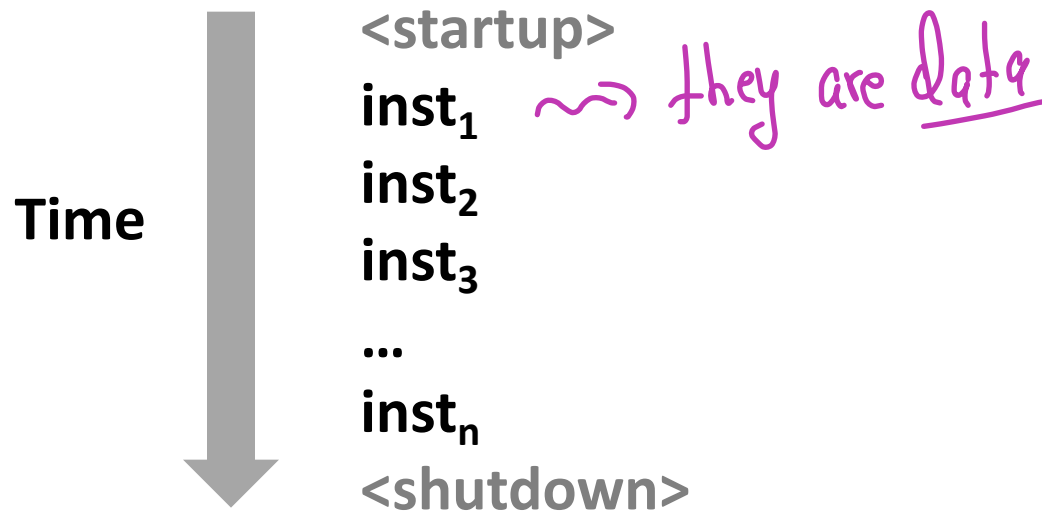 <startup>
inst₁ ~~> they are data
inst₂
Time
inst₃
...
instₙ
<shutdown>